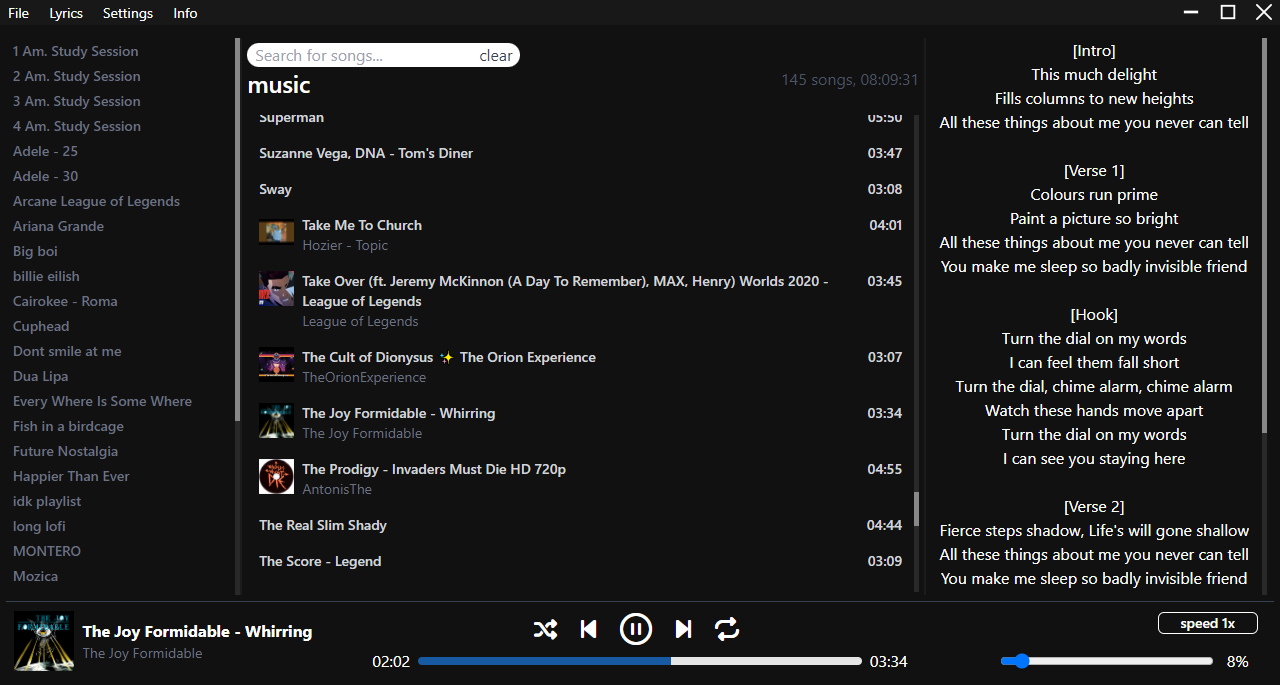 File Lyrics Settings Info
1 Am. Study Session
2 Am. Study Session
3 Am. Study Session
4 Am. Study Session
Adele - 25
Adele - 30
Arcane League of Legends
Ariana Grande
Big boi
billie eilish
Cairokee - Roma
Cuphead
Dont smile at me
Dua Lipa
Every Where Is Some Where
Fish in a birdcage
Future Nostalgia
Happier Than Ever
idk playlist
long lofi
MONTERO
Mozica
Search for songs... clear
music
145 songs, 08:09:31
Superman 05:50
Suzanne Vega, DNA - Tom's Diner 03:47
Sway 03:08
Take Me To Church 04:01
Hozier - Topic
Take Over (ft. Jeremy McKinnon (A Day To Remember), MAX, Henry) Worlds 2020 - 03:45
League of Legends
League of Legends
The Cult of Dionysus ✨ The Orion Experience 03:07
TheOrionExperience
The Joy Formidable - Whirring 03:34
The Joy Formidable
The Prodigy - Invaders Must Die HD 720p 04:55
AntonisThe
The Real Slim Shady 04:44
The Score - Legend 03:09
[Intro]
This much delight
Fills columns to new heights
All these things about me you never can tell
[Verse 1]
Colours run prime
Paint a picture so bright
All these things about me you never can tell
You make me sleep so badly invisible friend
[Hook]
Turn the dial on my words
I can feel them fall short
Turn the dial, chime alarm, chime alarm
Watch these hands move apart
Turn the dial on my words
I can see you staying here
[Verse 2]
Fierce steps shadow, Life's will gone shallow
All these things about me you never can tell
You make me sleep so badly invisible friend
The Joy Formidable - Whirring
The Joy Formidable
02:02 03:34
speed 1x
8%